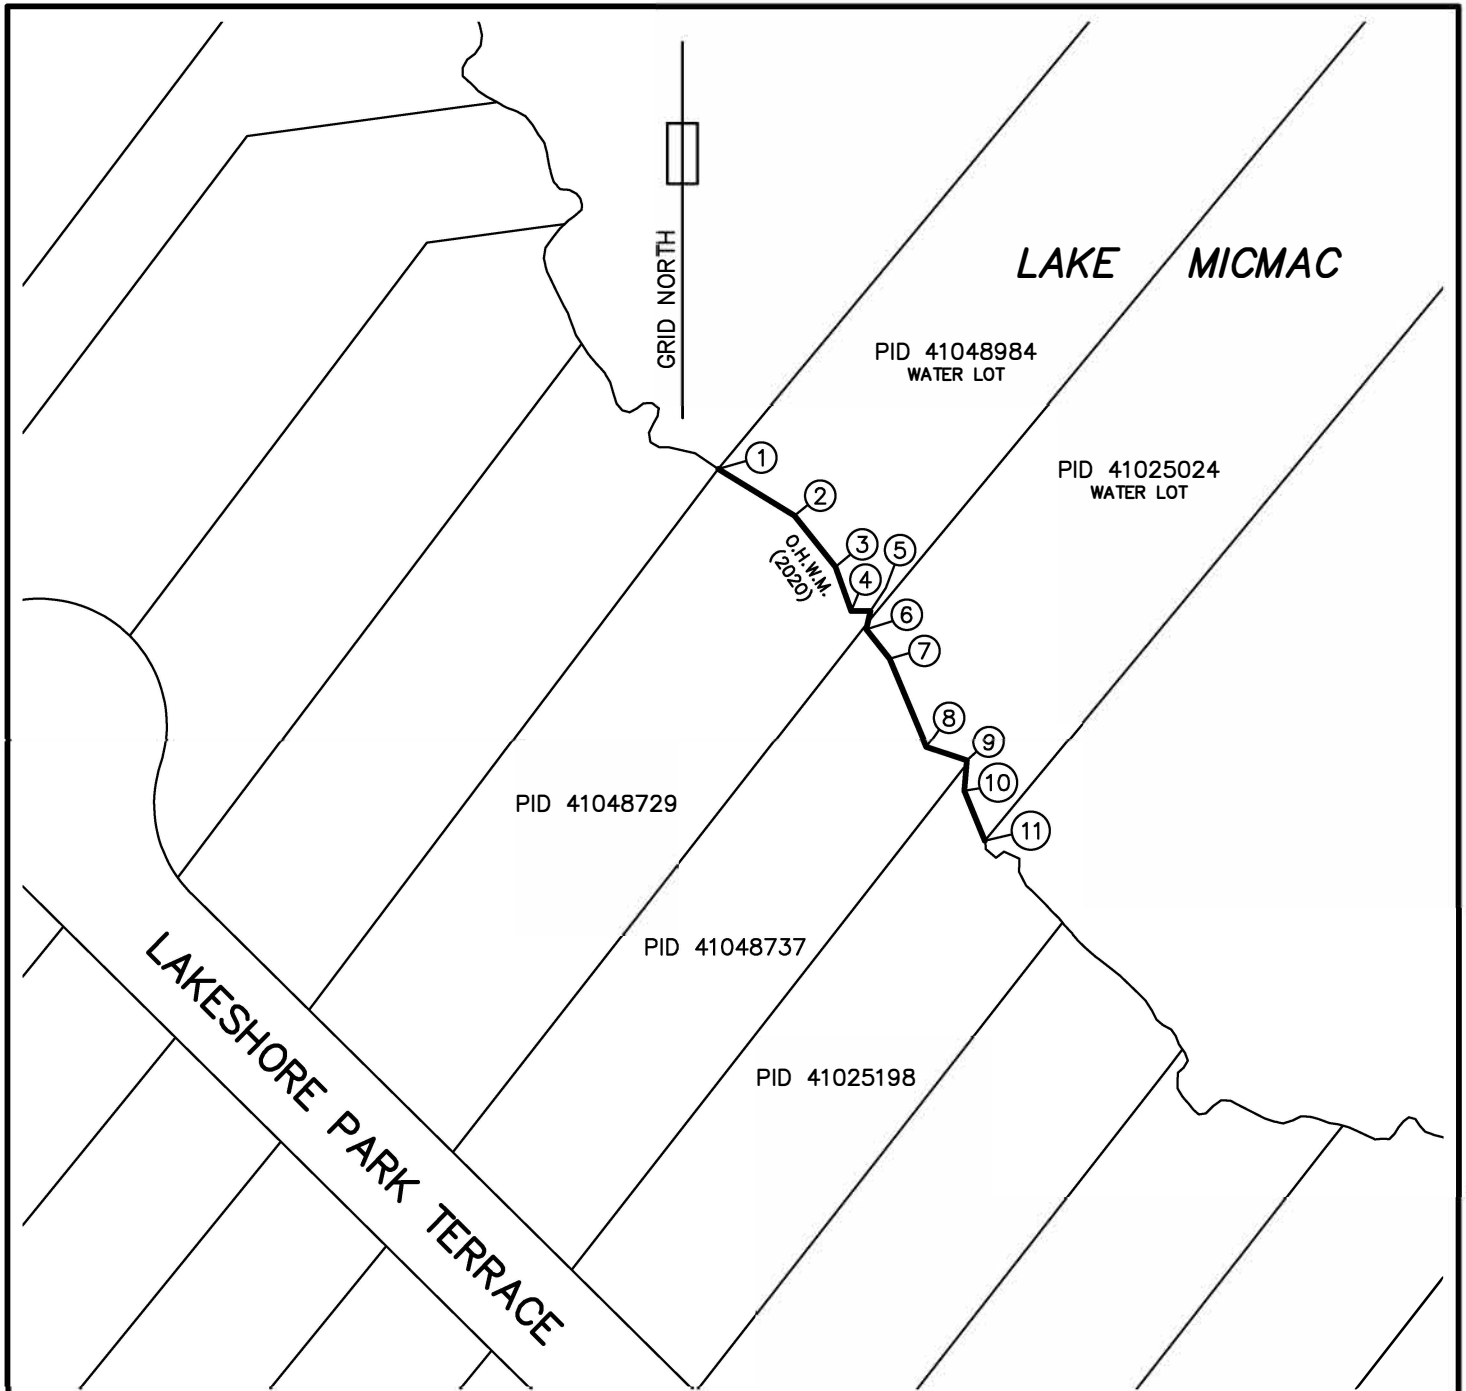 GRID NORTH
LAKE MICMAC
PID 41048984
WATER LOT
PID 41025024
WATER LOT
1
2
3
4
5
6
7
8
9
10
11
O.H.W.M.
(2020)
PID 41048729
PID 41048737
PID 41025198
LAKESHORE PARK TERRACE